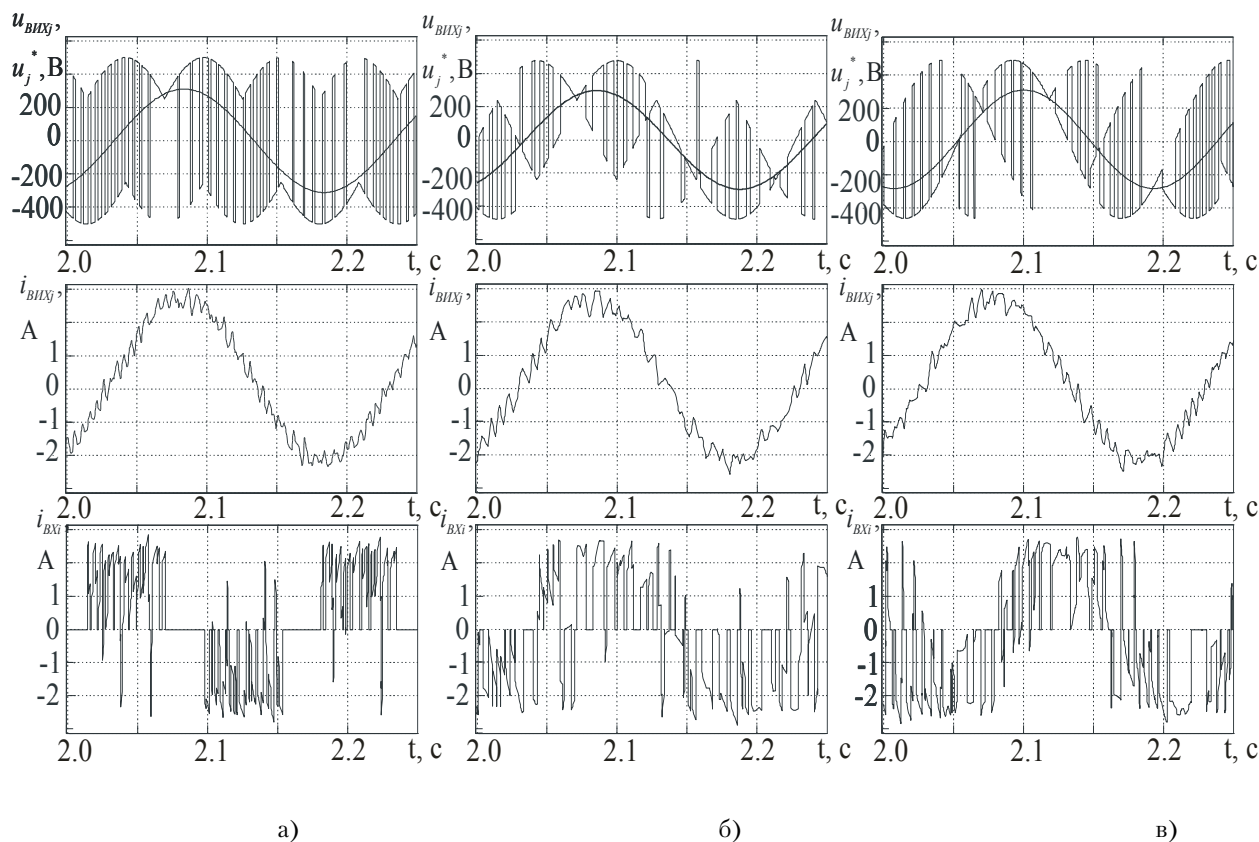 u_ВИХj,
u_j^*,В
200
0
-200
-400
2.0
2.1
2.2
t, с
u_ВИХj,
u_j^*,В
200
0
-200
-400
2.0
2.1
2.2
t, с
u_ВИХj,
u_j^*,В
200
0
-200
-400
2.0
2.1
2.2
t, с
i_ВИХj,
А
1
0
-1
-2
2.0
2.1
2.2
t, с
i_ВИХj,
А
1
0
-1
-2
2.0
2.1
2.2
t, с
i_ВИХj,
А
1
0
-1
-2
2.0
2.1
2.2
t, с
i_ВХi,
А
1
0
-1
-2
2.0
2.1
2.2
t, с
i_ВХi,
А
1
0
-1
-2
2.0
2.1
2.2
t, с
i_ВХi,
А
1
0
-1
-2
2.0
2.1
2.2
t, с
а)
б)
в)